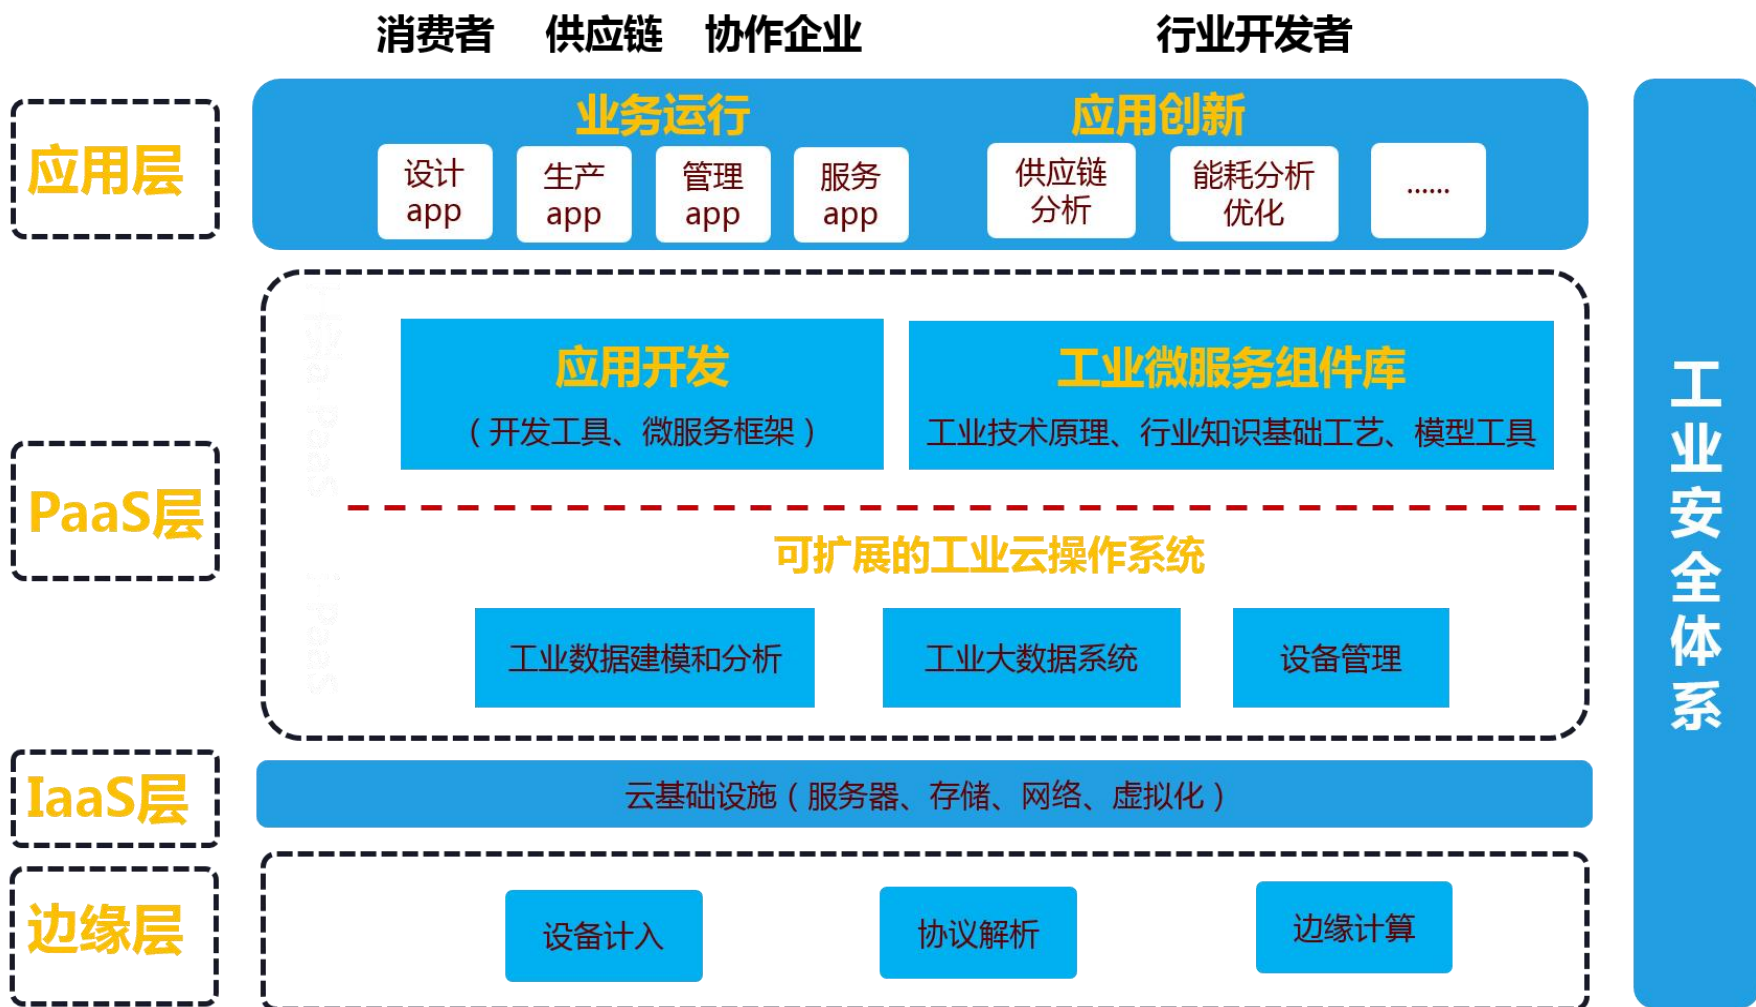 消费者 供应链 协作企业 行业开发者
应用层
业务运行
设计
app
生产
app
管理
app
服务
app
应用创新
供应链
分析
能耗分析
优化
......
PaaS层
应用开发
（开发工具、微服务框架）
工业微服务组件库
工业技术原理、行业知识基础工艺、模型工具
可扩展的工业云操作系统
工业数据建模和分析
工业大数据系统
设备管理
IaaS层
云基础设施（服务器、存储、网络、虚拟化）
边缘层
设备计入
协议解析
边缘计算
工业安全体系